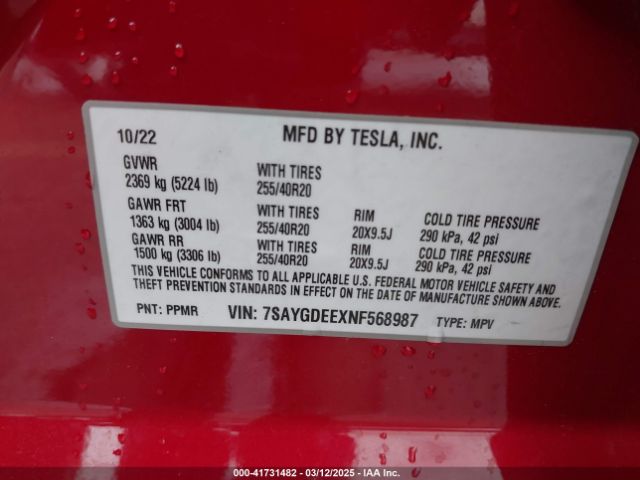 10/22 MFD BY TESLA, INC.
GVWR WITH TIRES
2369 kg (5224 lb) 255/40R20
GAWR FRT WITH TIRES RIM COLD TIRE PRESSURE
1363 kg (3004 lb) 255/40R20 20X9.5J 290 kPa, 42 psi
GAWR RR WITH TIRES RIM COLD TIRE PRESSURE
1500 kg (3306 lb) 255/40R20 20X9.5J 290 kPa, 42 psi
THIS VEHICLE CONFORMS TO ALL APPLICABLE U.S. FEDERAL MOTOR VEHICLE SAFETY AND
THEFT PREVENTION STANDARDS IN EFFECT ON THE DATE OF MANUFACTURE SHOWN ABOVE.
PNT: PPMR VIN: 7SAYGDEEXNF568987 TYPE: MPV
000-41731482 - 03/12/2025 - IAA Inc.